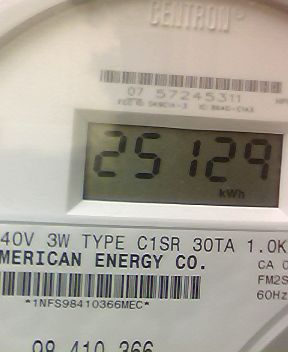 CENTRON®
07 57245311
25129
kWh
40V 3W TYPE C1SR 30TA 1.0K
MERICAN ENERGY CO.
CA 0
FM2S
*1NFS98410366MEC*
60Hz
98 410 366